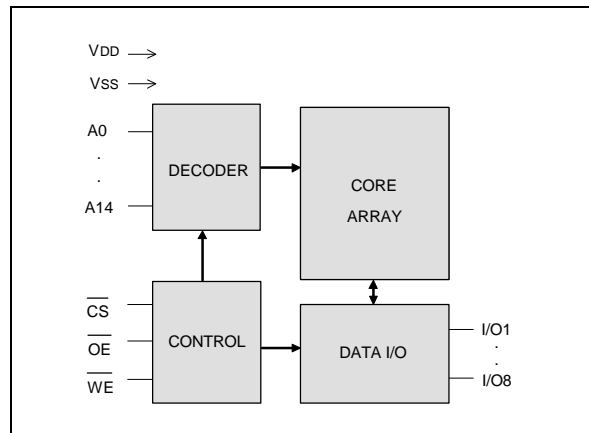 VDD
VSS
A0
.
.
A14
DECODER
CORE
ARRAY
CS
OE
WE
CONTROL
DATA I/O
I/O1
.
.
I/O8